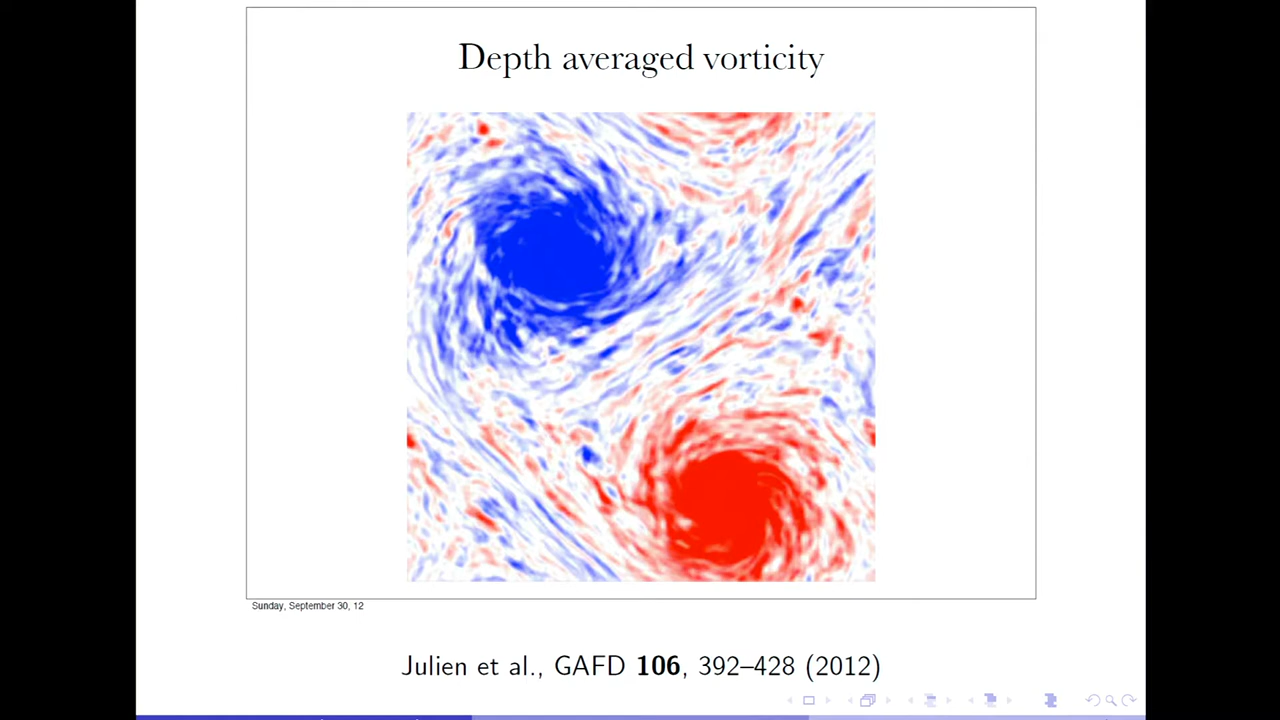 Depth averaged vorticity
Sunday, September 30, 12
Julien et al., GAFD 106, 392–428 (2012)